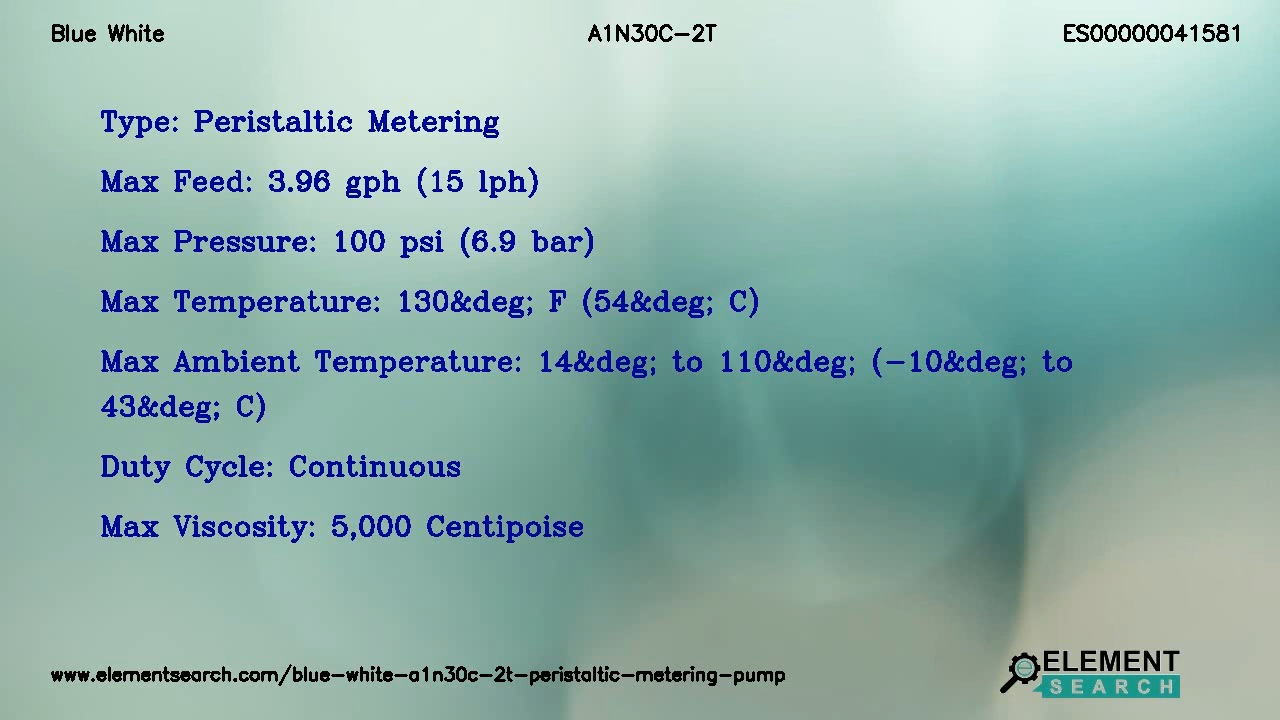 Blue White
A1N30C-2T
ES00000041581
Type: Peristaltic Metering
Max Feed: 3.96 gph (15 lph)
Max Pressure: 100 psi (6.9 bar)
Max Temperature: 130&deg; F (54&deg; C)
Max Ambient Temperature: 14&deg; to 110&deg; (-10&deg; to
43&deg; C)
Duty Cycle: Continuous
Max Viscosity: 5,000 Centipoise
www.elementsearch.com/blue-white-a1n30c-2t-peristaltic-metering-pump
ELEMENT
SEARCH